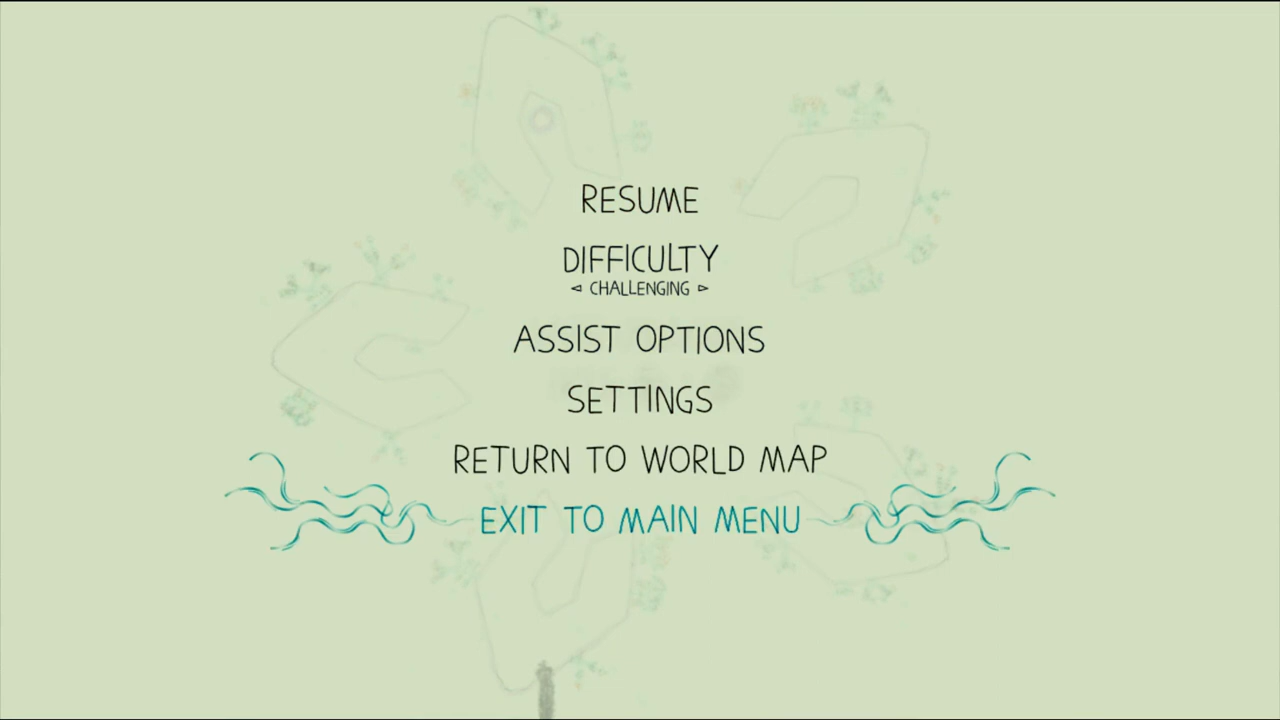 RESUME
DIFFICULTY
◅ CHALLENGING ▻
ASSIST OPTIONS
SETTINGS
RETURN TO WORLD MAP
EXIT TO MAIN MENU